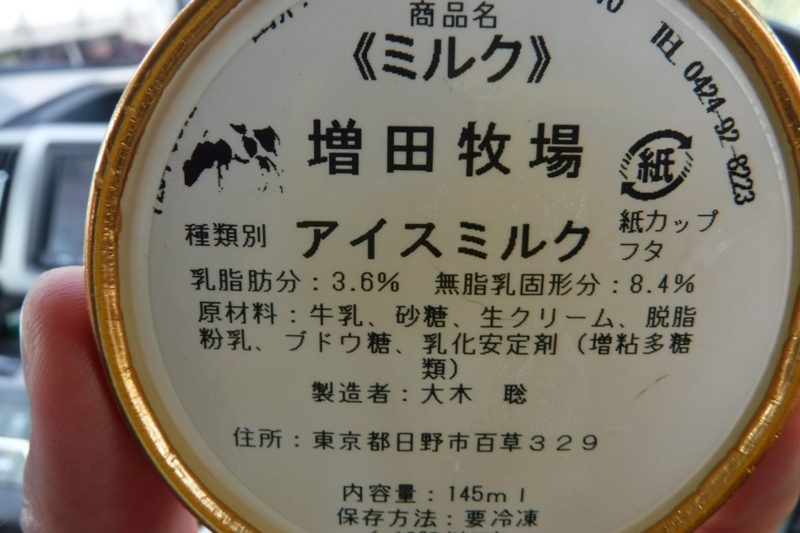 商品名
《ミルク》
TEL 0424-92-8223
増田牧場
紙
種類別 アイスミルク
紙カップ
フタ
乳脂肪分：3.6% 無脂乳固形分：8.4%
原材料：牛乳、砂糖、生クリーム、脱脂
粉乳、ブドウ糖、乳化安定剤（増粘多糖
類）
製造者：大木 聡
住所：東京都日野市百草３２９
内容量：145ml
保存方法：要冷凍